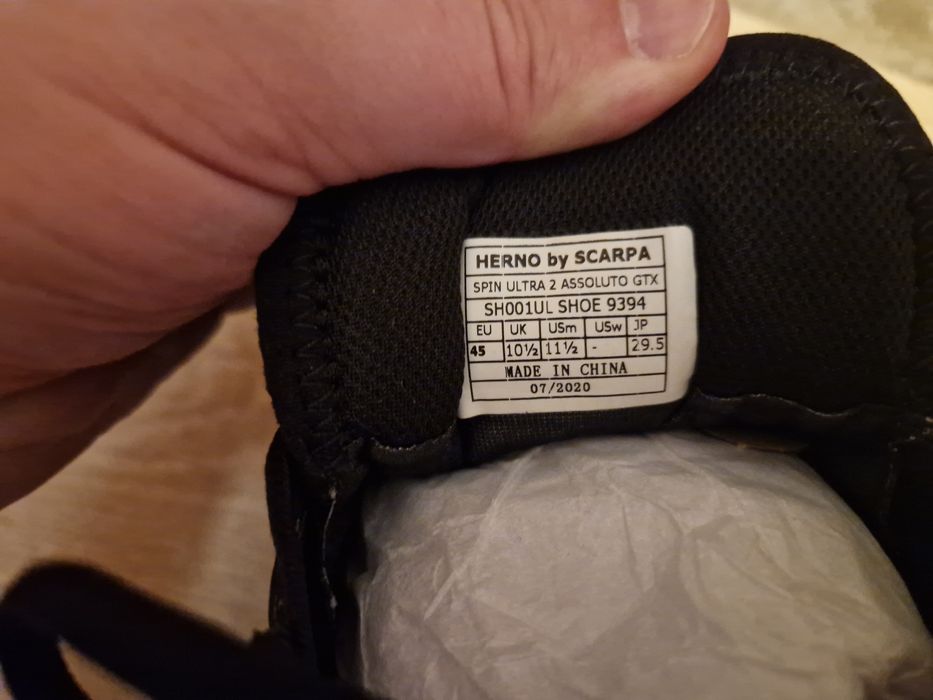 HERNO by SCARPA
SPIN ULTRA 2 ASSOLUTO GTX
SH001UL SHOE 9394
EU UK USm USw JP
45 10½ 11½ - 29.5
MADE IN CHINA
07/2020